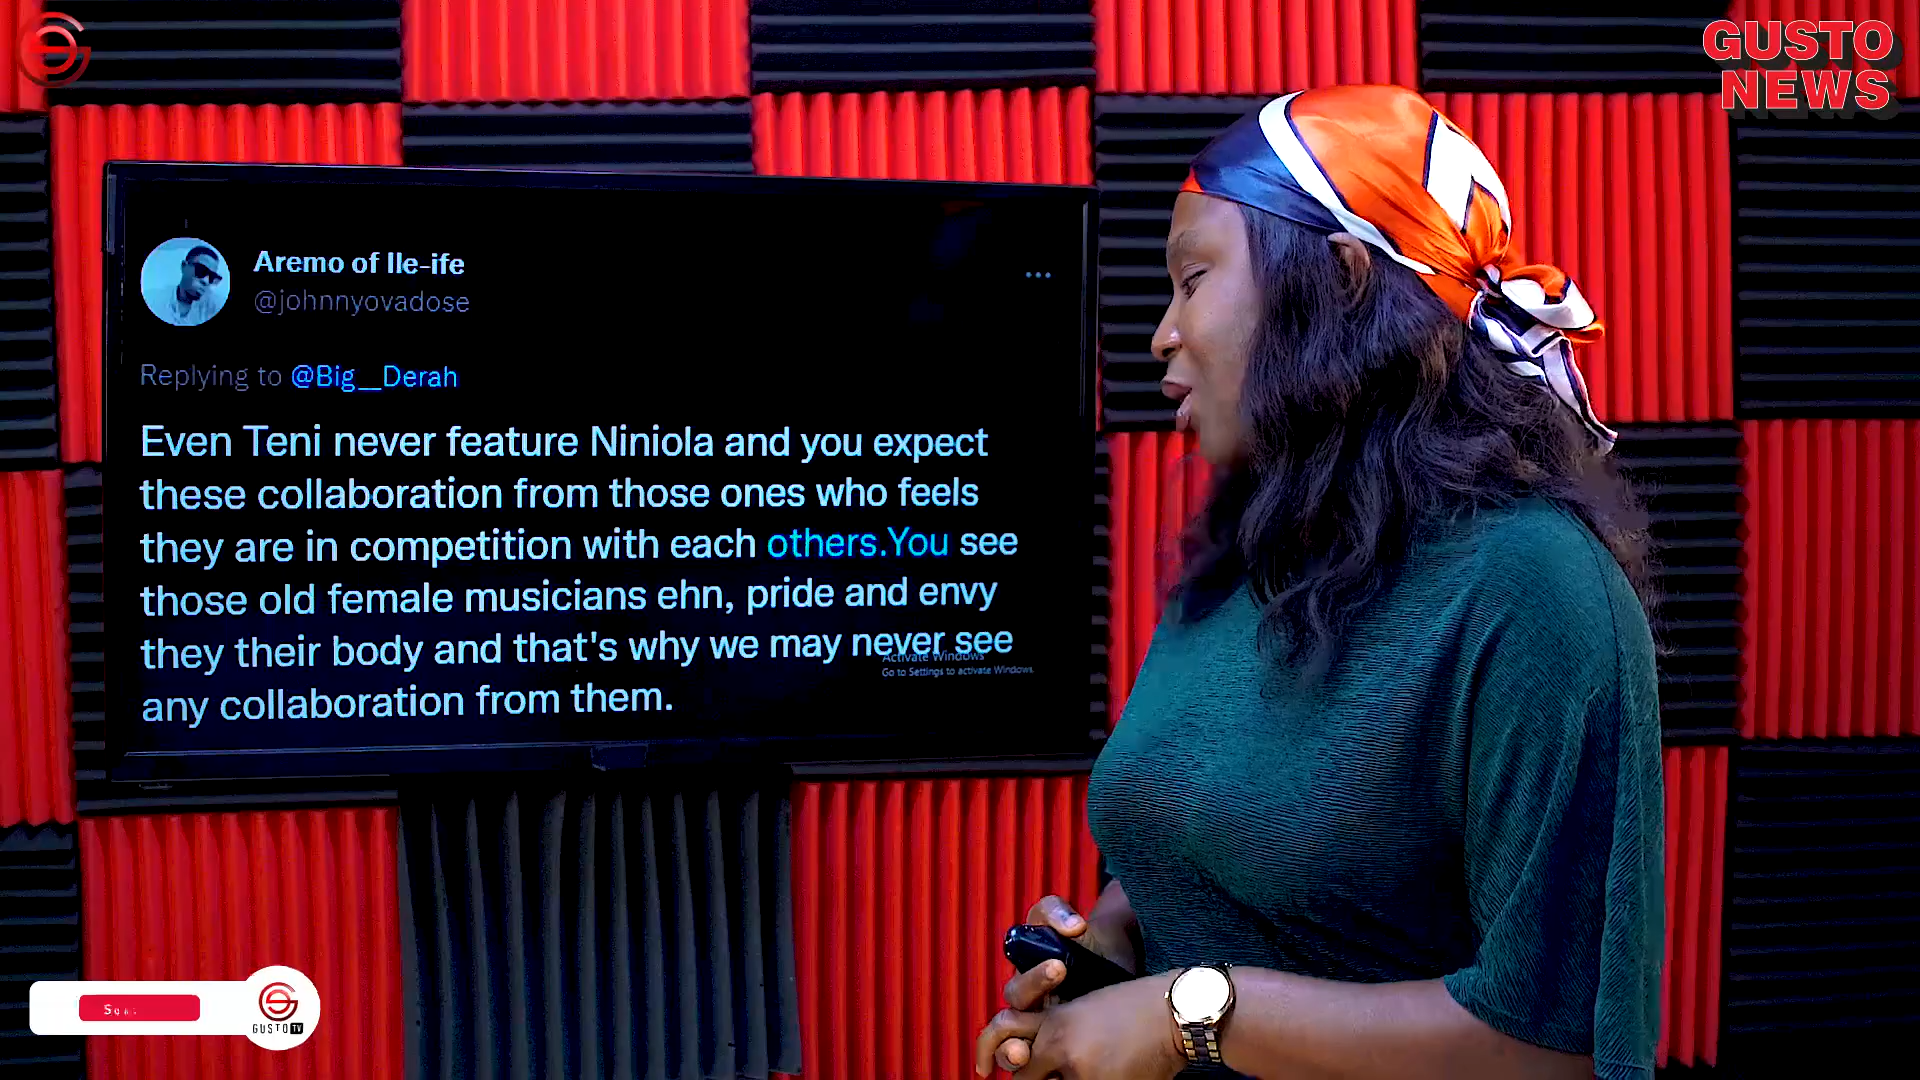 GUSTO
NEWS
Aremo of Ile-ife
@johnnyovadose
Replying to @Big__Derah
Even Teni never feature Niniola and you expect
these collaboration from those ones who feels
they are in competition with each others.You see
those old female musicians ehn, pride and envy
they their body and that's why we may never see
any collaboration from them.
Activate Windows
Go to Settings to activate Windows.
GUSTO TV